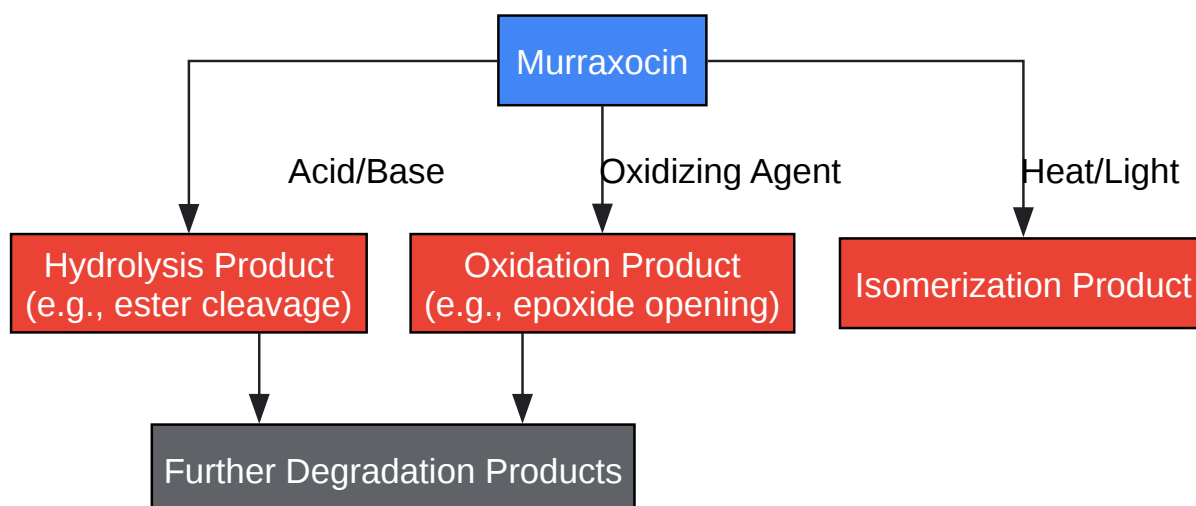 Murraxocin
Acid/Base
Oxidizing Agent
Heat/Light
Hydrolysis Product
(e.g., ester cleavage)
Oxidation Product
(e.g., epoxide opening)
Isomerization Product
Further Degradation Products